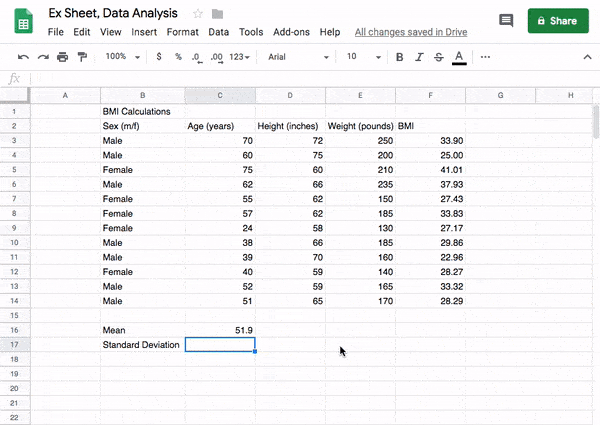 Ex Sheet, Data Analysis
File Edit View Insert Format Data Tools Add-ons Help All changes saved in Drive
Share
100% $ % .0 .00 123 Arial 10 B I S A
fx
A B C D E F G H
1 BMI Calculations
2 Sex (m/f) Age (years) Height (inches) Weight (pounds) BMI
3 Male 70 72 250 33.90
4 Male 60 75 200 25.00
5 Female 75 60 210 41.01
6 Male 62 66 235 37.93
7 Female 55 62 150 27.43
8 Female 57 62 185 33.83
9 Female 24 58 130 27.17
10 Male 38 66 185 29.86
11 Male 39 70 160 22.96
12 Female 40 59 140 28.27
13 Male 52 59 165 33.32
14 Male 51 65 170 28.29
15
16 Mean 51.9
17 Standard Deviation
18
19
20
21
22